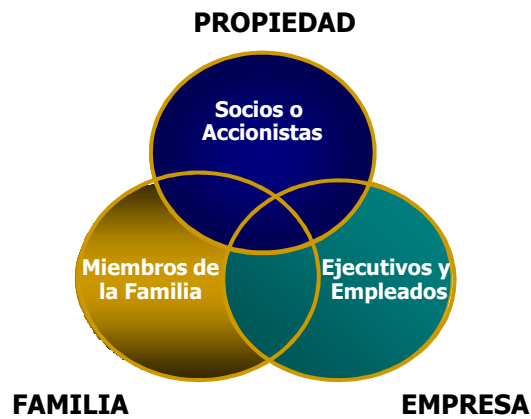 PROPIEDAD
Socios o
Accionistas
Miembros de
la Familia
Ejecutivos y
Empleados
FAMILIA
EMPRESA